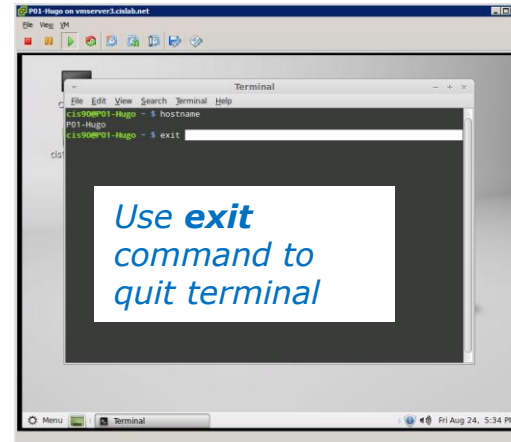 P01-Hugo on vmserver3.cislab.net
File View VM
Terminal
File Edit View Search Terminal Help
cis90@P01-Hugo ~ $ hostname
P01-Hugo
cis90@P01-Hugo ~ $ exit
Use exit
command to
quit terminal
Menu Terminal Fri Aug 24, 5:34